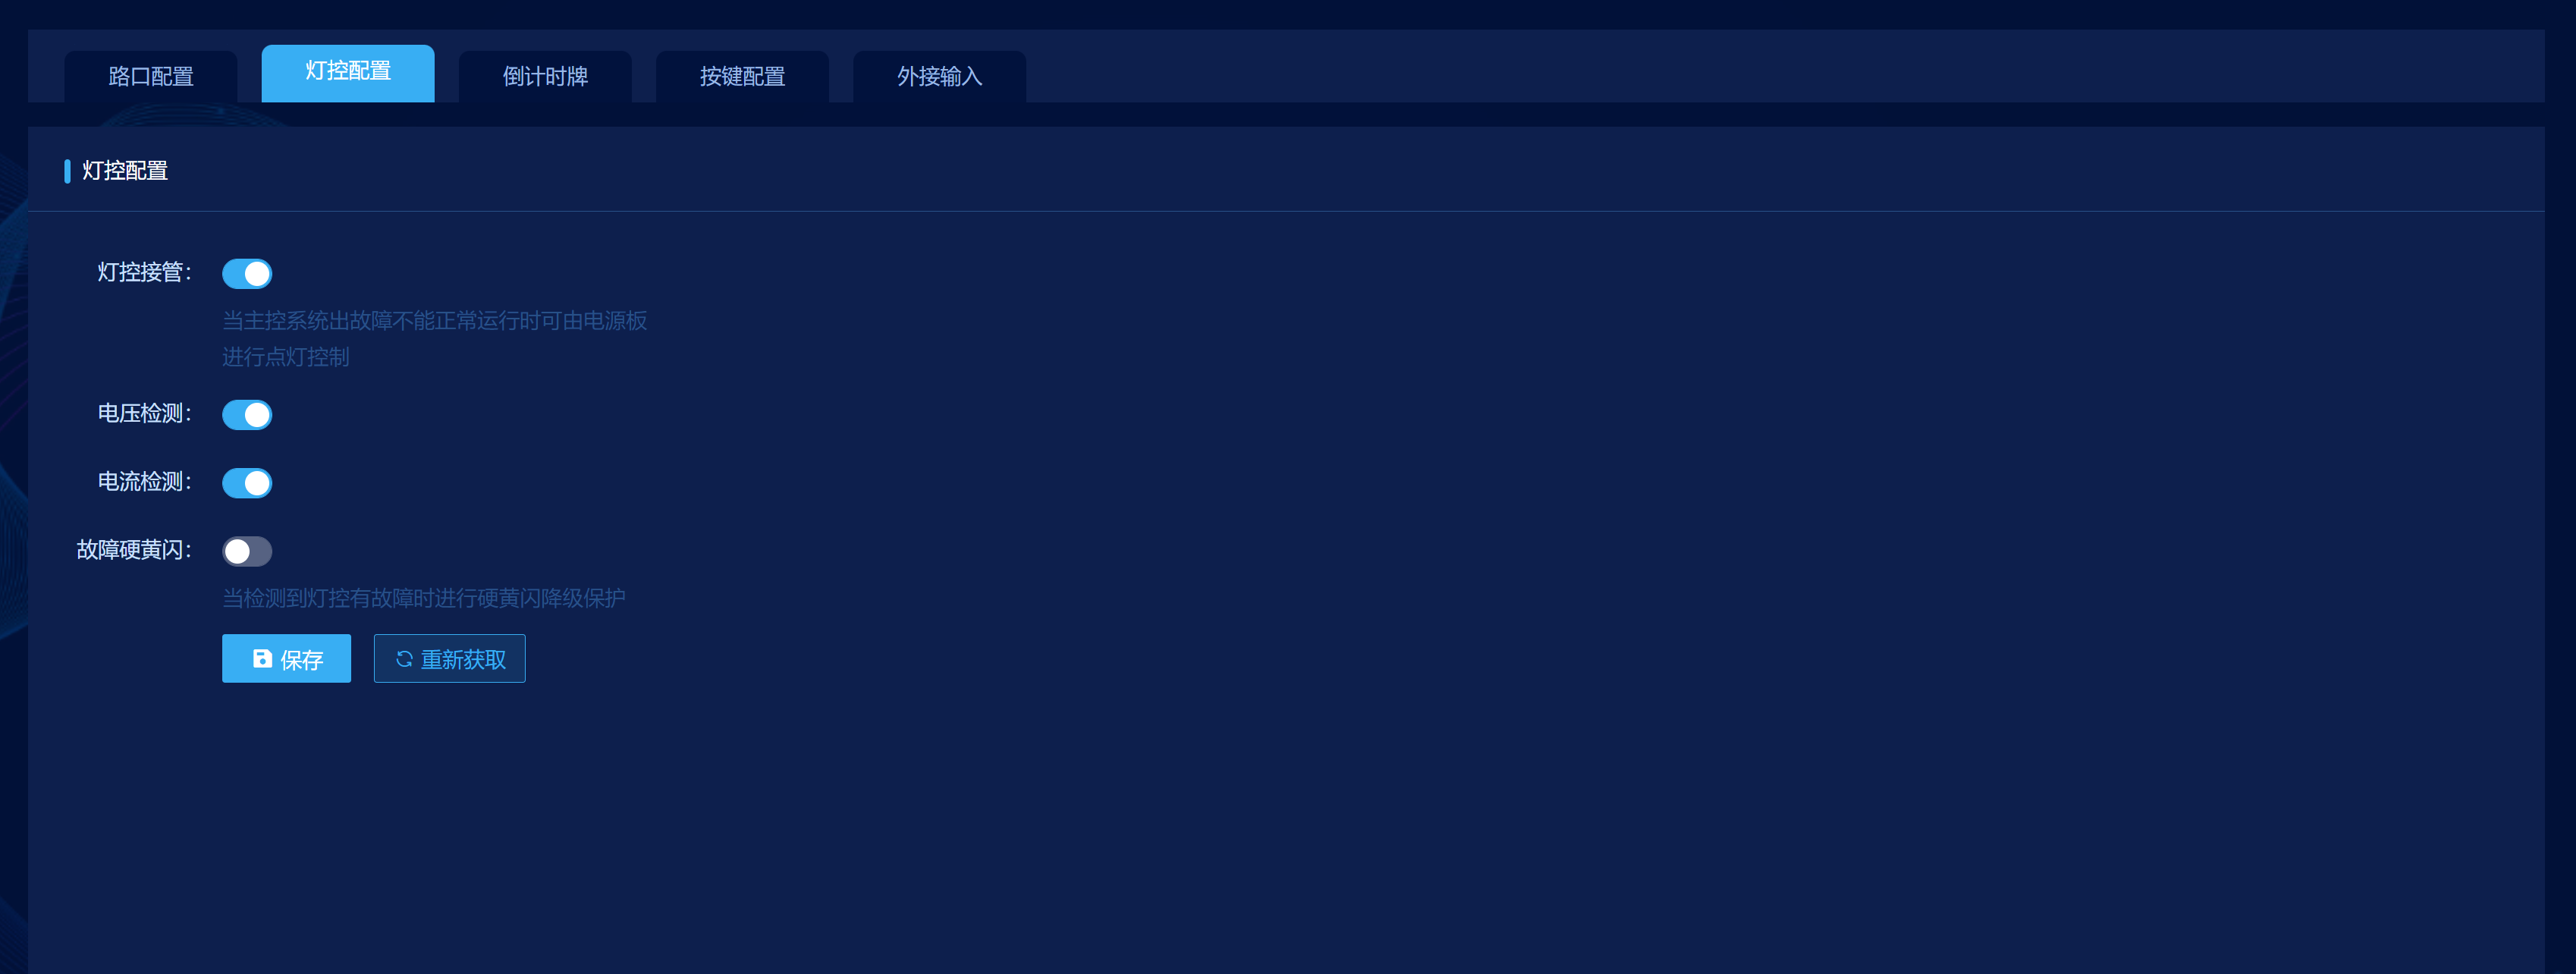 路口配置
灯控配置
倒计时牌
按键配置
外接输入
灯控配置
灯控接管：
当主控系统出故障不能正常运行时可由电源板
进行点灯控制
电压检测：
电流检测：
故障硬黄闪：
当检测到灯控有故障时进行硬黄闪降级保护
保存
重新获取